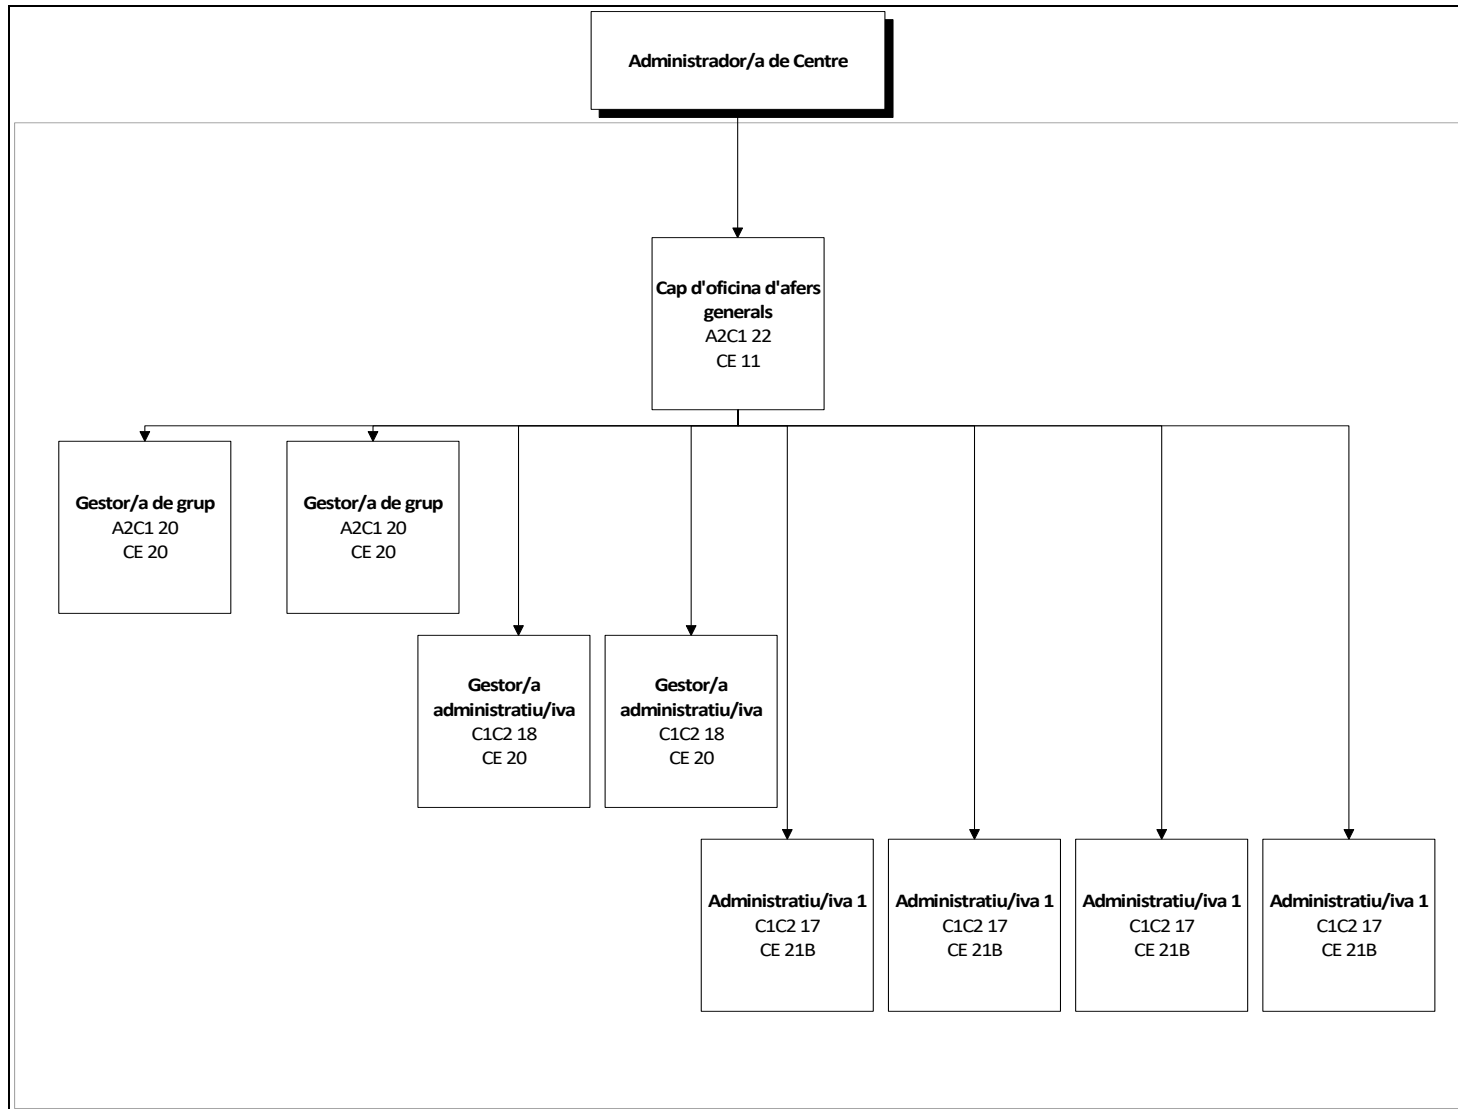 Administrador/a de Centre
Cap d'oficina d'afers
generals
A2C1 22
CE 11
Gestor/a de grup
A2C1 20
CE 20
Gestor/a de grup
A2C1 20
CE 20
Gestor/a
administratiu/iva
C1C2 18
CE 20
Gestor/a
administratiu/iva
C1C2 18
CE 20
Administratiu/iva 1
C1C2 17
CE 21B
Administratiu/iva 1
C1C2 17
CE 21B
Administratiu/iva 1
C1C2 17
CE 21B
Administratiu/iva 1
C1C2 17
CE 21B